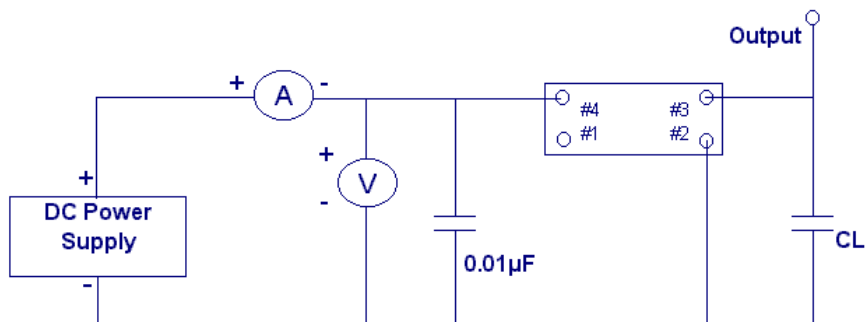 Output
+
A
-
#4
#3
#1
#2
+
V
-
+
DC Power
Supply
-
0.01µF
CL